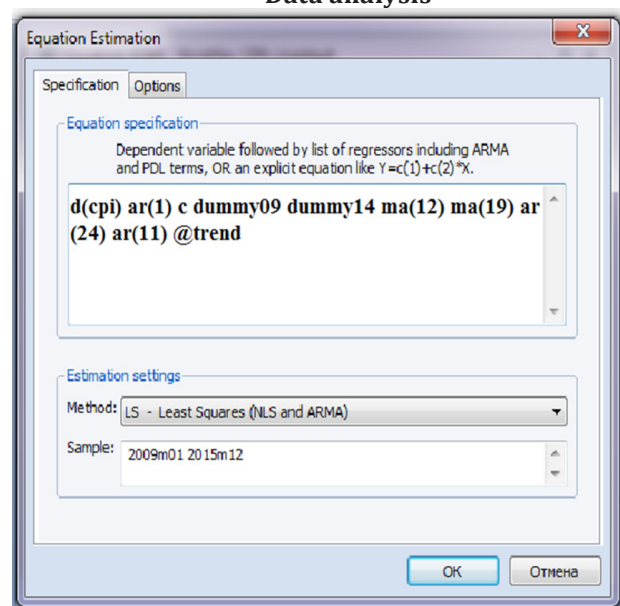 Data analysis
Equation Estimation
Specification
Options
Equation specification
Dependent variable followed by list of regressors including ARMA
and PDL terms, OR an explicit equation like Y=c(1)+c(2)*X.
d(cpi) ar(1) c dummy09 dummy14 ma(12) ma(19) ar
(24) ar(11) @trend
Estimation settings
Method: LS - Least Squares (NLS and ARMA)
Sample: 2009m01 2015m12
OK
Отмена